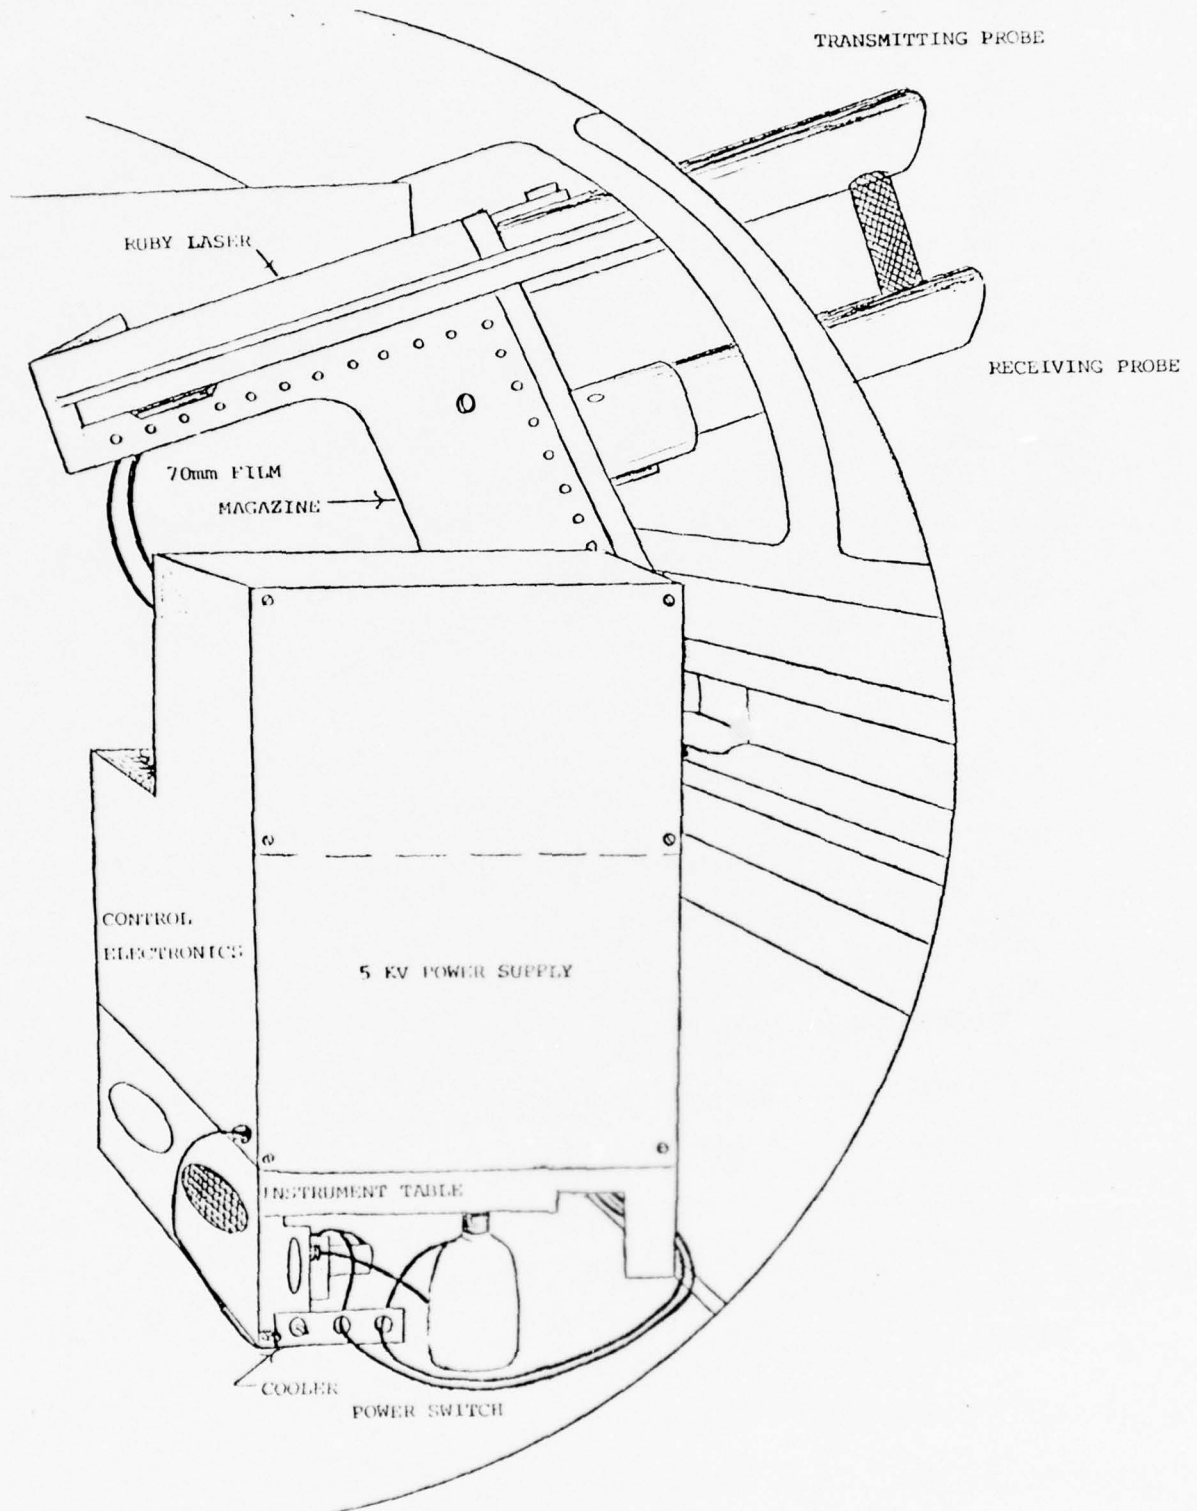 TRANSMITTING PROBE
RUBY LASER
RECEIVING PROBE
70mm FILM
MAGAZINE
CONTROL
ELECTRONICS
5 KV POWER SUPPLY
INSTRUMENT TABLE
COOLER
POWER SWITCH